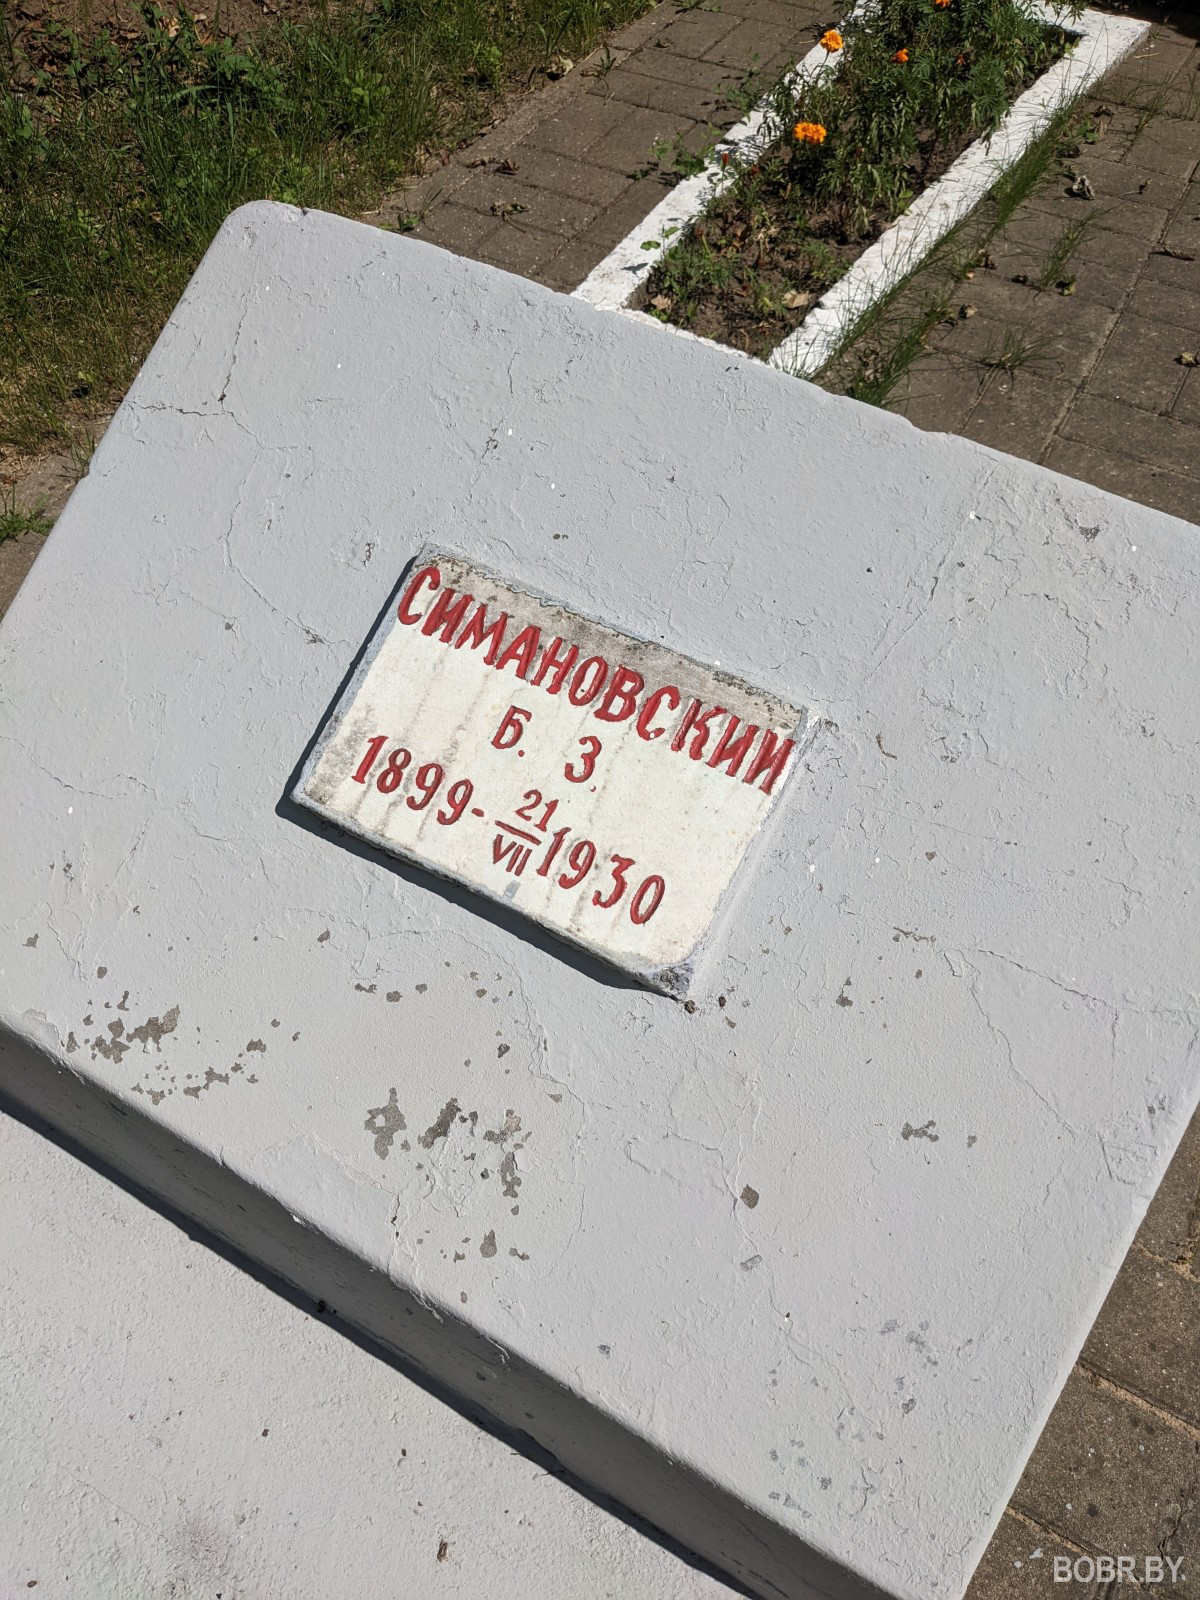 СИМАНОВСКИЙ
Б. З.
1899-21/VII 1930
BOBR.BY